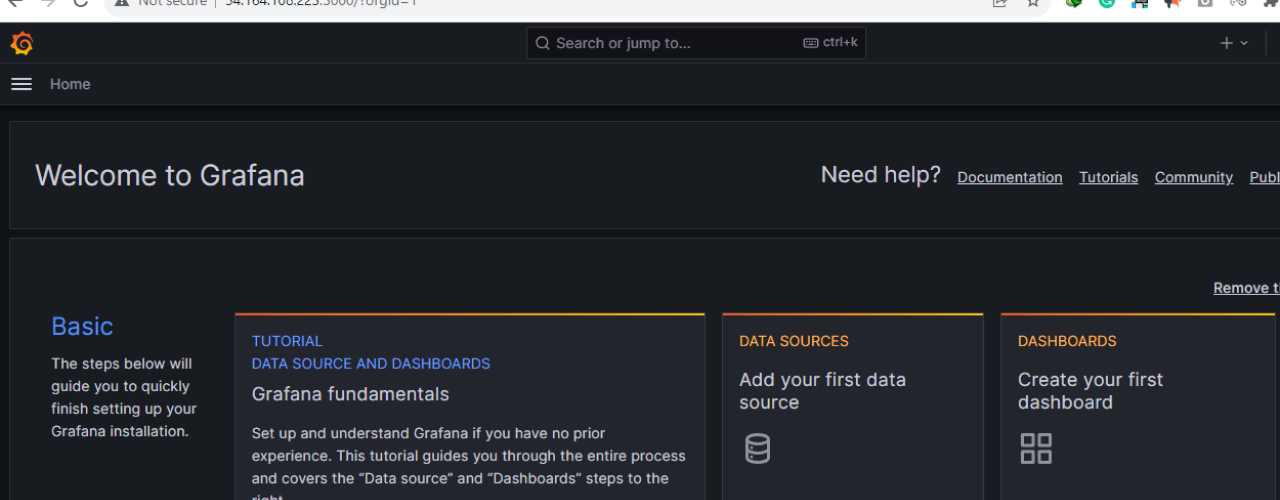 Not secure
54.164.108.223:3000/?orgId=1
Search or jump to...
ctrl+k
Home
Welcome to Grafana
Need help?
Documentation
Tutorials
Community
Publ
Remove th
Basic
The steps below will
guide you to quickly
finish setting up your
Grafana installation.
TUTORIAL
DATA SOURCE AND DASHBOARDS
Grafana fundamentals
Set up and understand Grafana if you have no prior
experience. This tutorial guides you through the entire process
and covers the “Data source” and “Dashboards” steps to the
right.
DATA SOURCES
Add your first data
source
DASHBOARDS
Create your first
dashboard